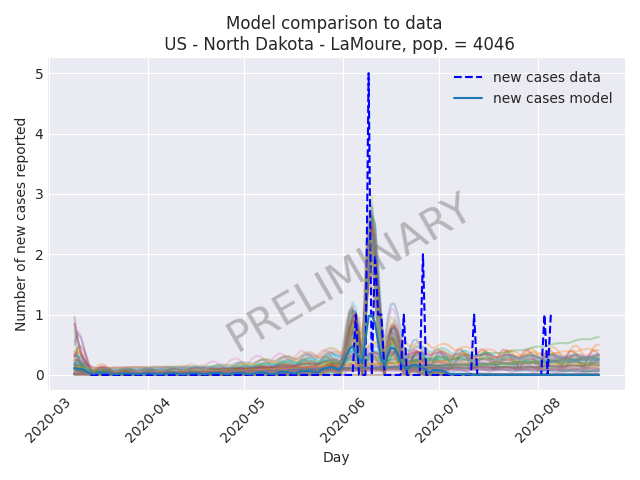 Model comparison to data
US - North Dakota - LaMoure, pop. = 4046
new cases data
new cases model
Number of new cases reported
5
4
3
2
1
0
PRELIMINARY
2020-03
2020-04
2020-05
2020-06
2020-07
2020-08
Day